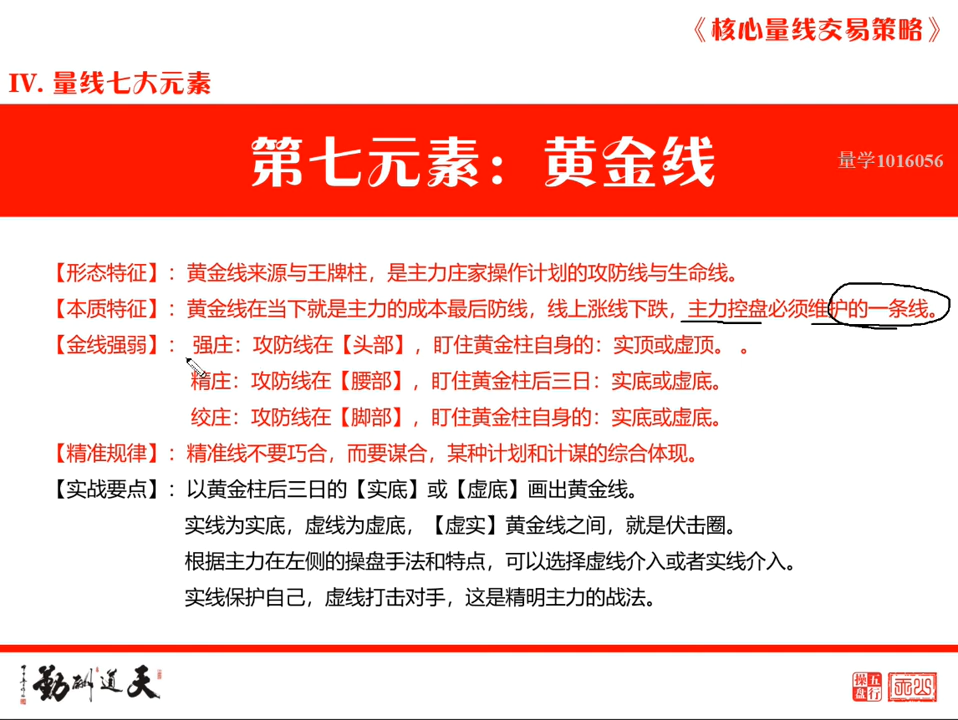 《核心量线交易策略》
IV. 量线七大元素
第七元素：黄金线
量学1016056
【形态特征】：黄金线来源与王牌柱，是主力庄家操作计划的攻防线与生命线。
【本质特征】：黄金线在当下就是主力的成本最后防线，线上涨线下跌，主力控盘必须维护的一条线。
【金线强弱】： 强庄：攻防线在【头部】，盯住黄金柱自身的：实顶或虚顶。 。
精庄：攻防线在【腰部】，盯住黄金柱后三日：实底或虚底。
绞庄：攻防线在【脚部】，盯住黄金柱自身的：实底或虚底。
【精准规律】：精准线不要巧合，而要谋合，某种计划和计谋的综合体现。
【实战要点】：以黄金柱后三日的【实底】或【虚底】画出黄金线。
实线为实底，虚线为虚底，【虚实】黄金线之间，就是伏击圈。
根据主力在左侧的操盘手法和特点，可以选择虚线介入或者实线介入。
实线保护自己，虚线打击对手，这是精明主力的战法。
勤酬道天
操盘 五行